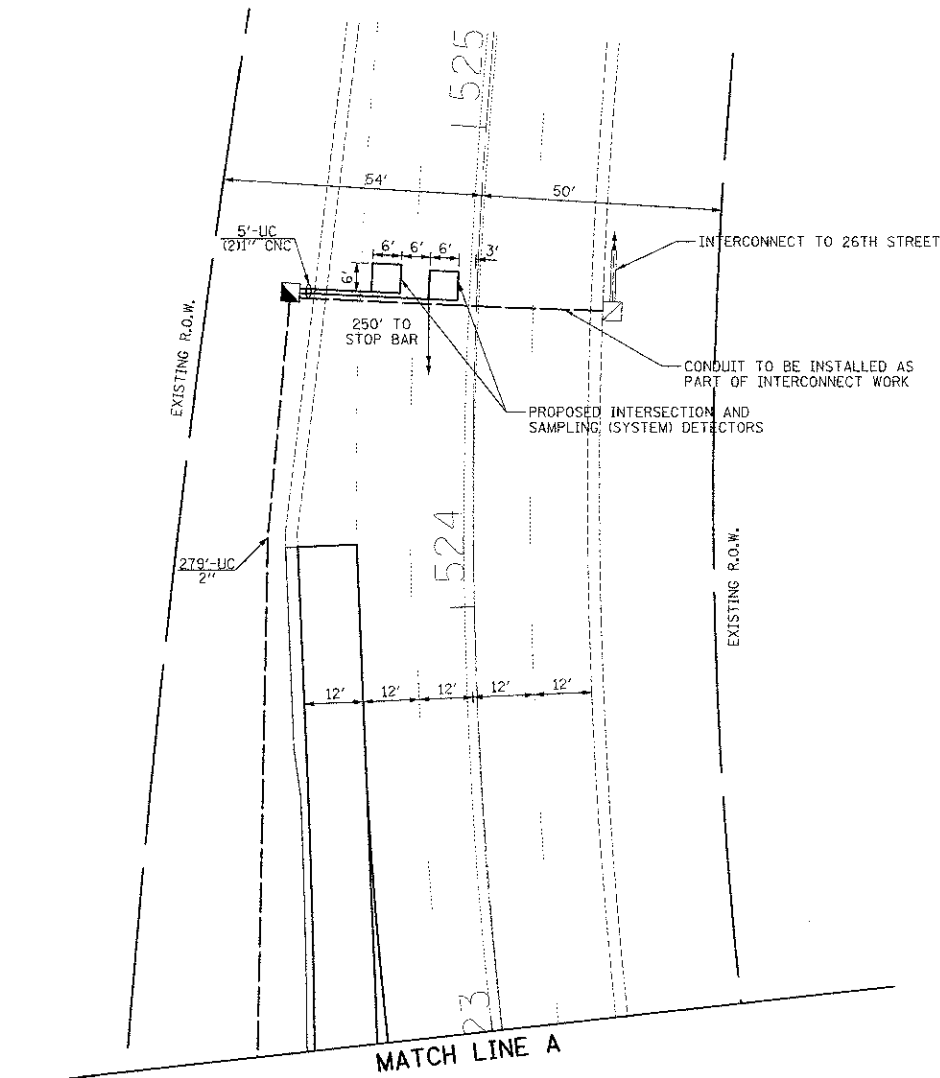 525
54'
50'
5'-UC
(2)1" CNC
6'
6'
6'
3'
6'
INTERCONNECT TO 26TH STREET
250' TO
STOP BAR
EXISTING R.O.W.
CONDUIT TO BE INSTALLED AS
PART OF INTERCONNECT WORK
PROPOSED INTERSECTION AND
SAMPLING (SYSTEM) DETECTORS
524
279'-UC
2"
EXISTING R.O.W.
12'
12'
12'
12'
12'
23
MATCH LINE A